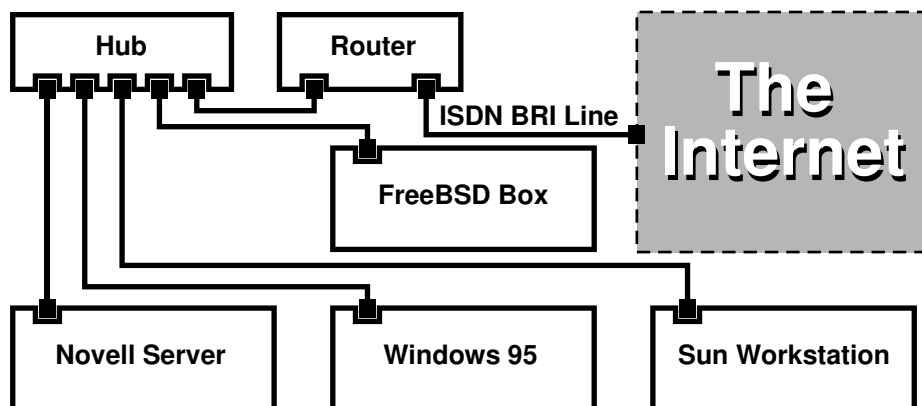 Hub
Router
The
Internet
ISDN BRI Line
FreeBSD Box
Novell Server
Windows 95
Sun Workstation